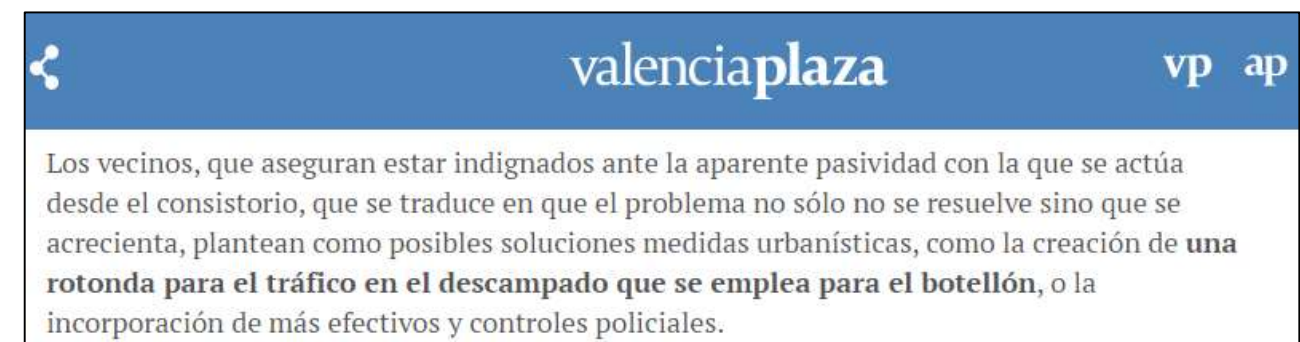 valenciaplaza vp ap
Los vecinos, que aseguran estar indignados ante la aparente pasividad con la que se actúa
desde el consistorio, que se traduce en que el problema no sólo no se resuelve sino que se
acrecienta, plantean como posibles soluciones medidas urbanísticas, como la creación de una
rotonda para el tráfico en el descampado que se emplea para el botellón, o la
incorporación de más efectivos y controles policiales.